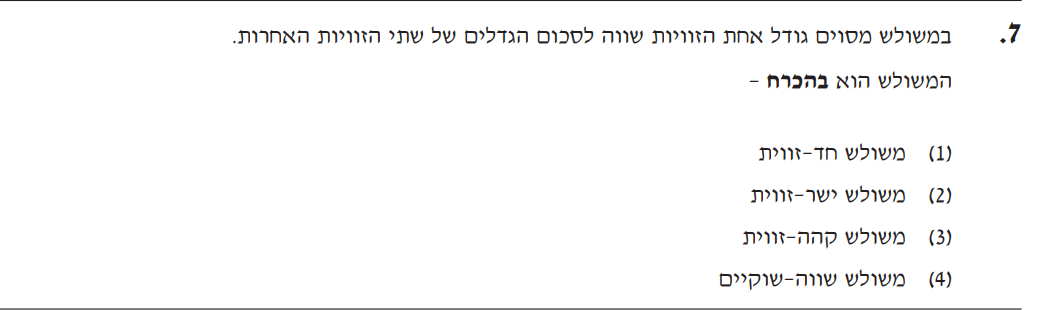 7. במשולש מסוים גודל אחת הזוויות שווה לסכום הגדלים של שתי הזוויות האחרות.
המשולש הוא בהכרח –
(1) משולש חד-זווית
(2) משולש ישר-זווית
(3) משולש קהה-זווית
(4) משולש שווה-שוקיים